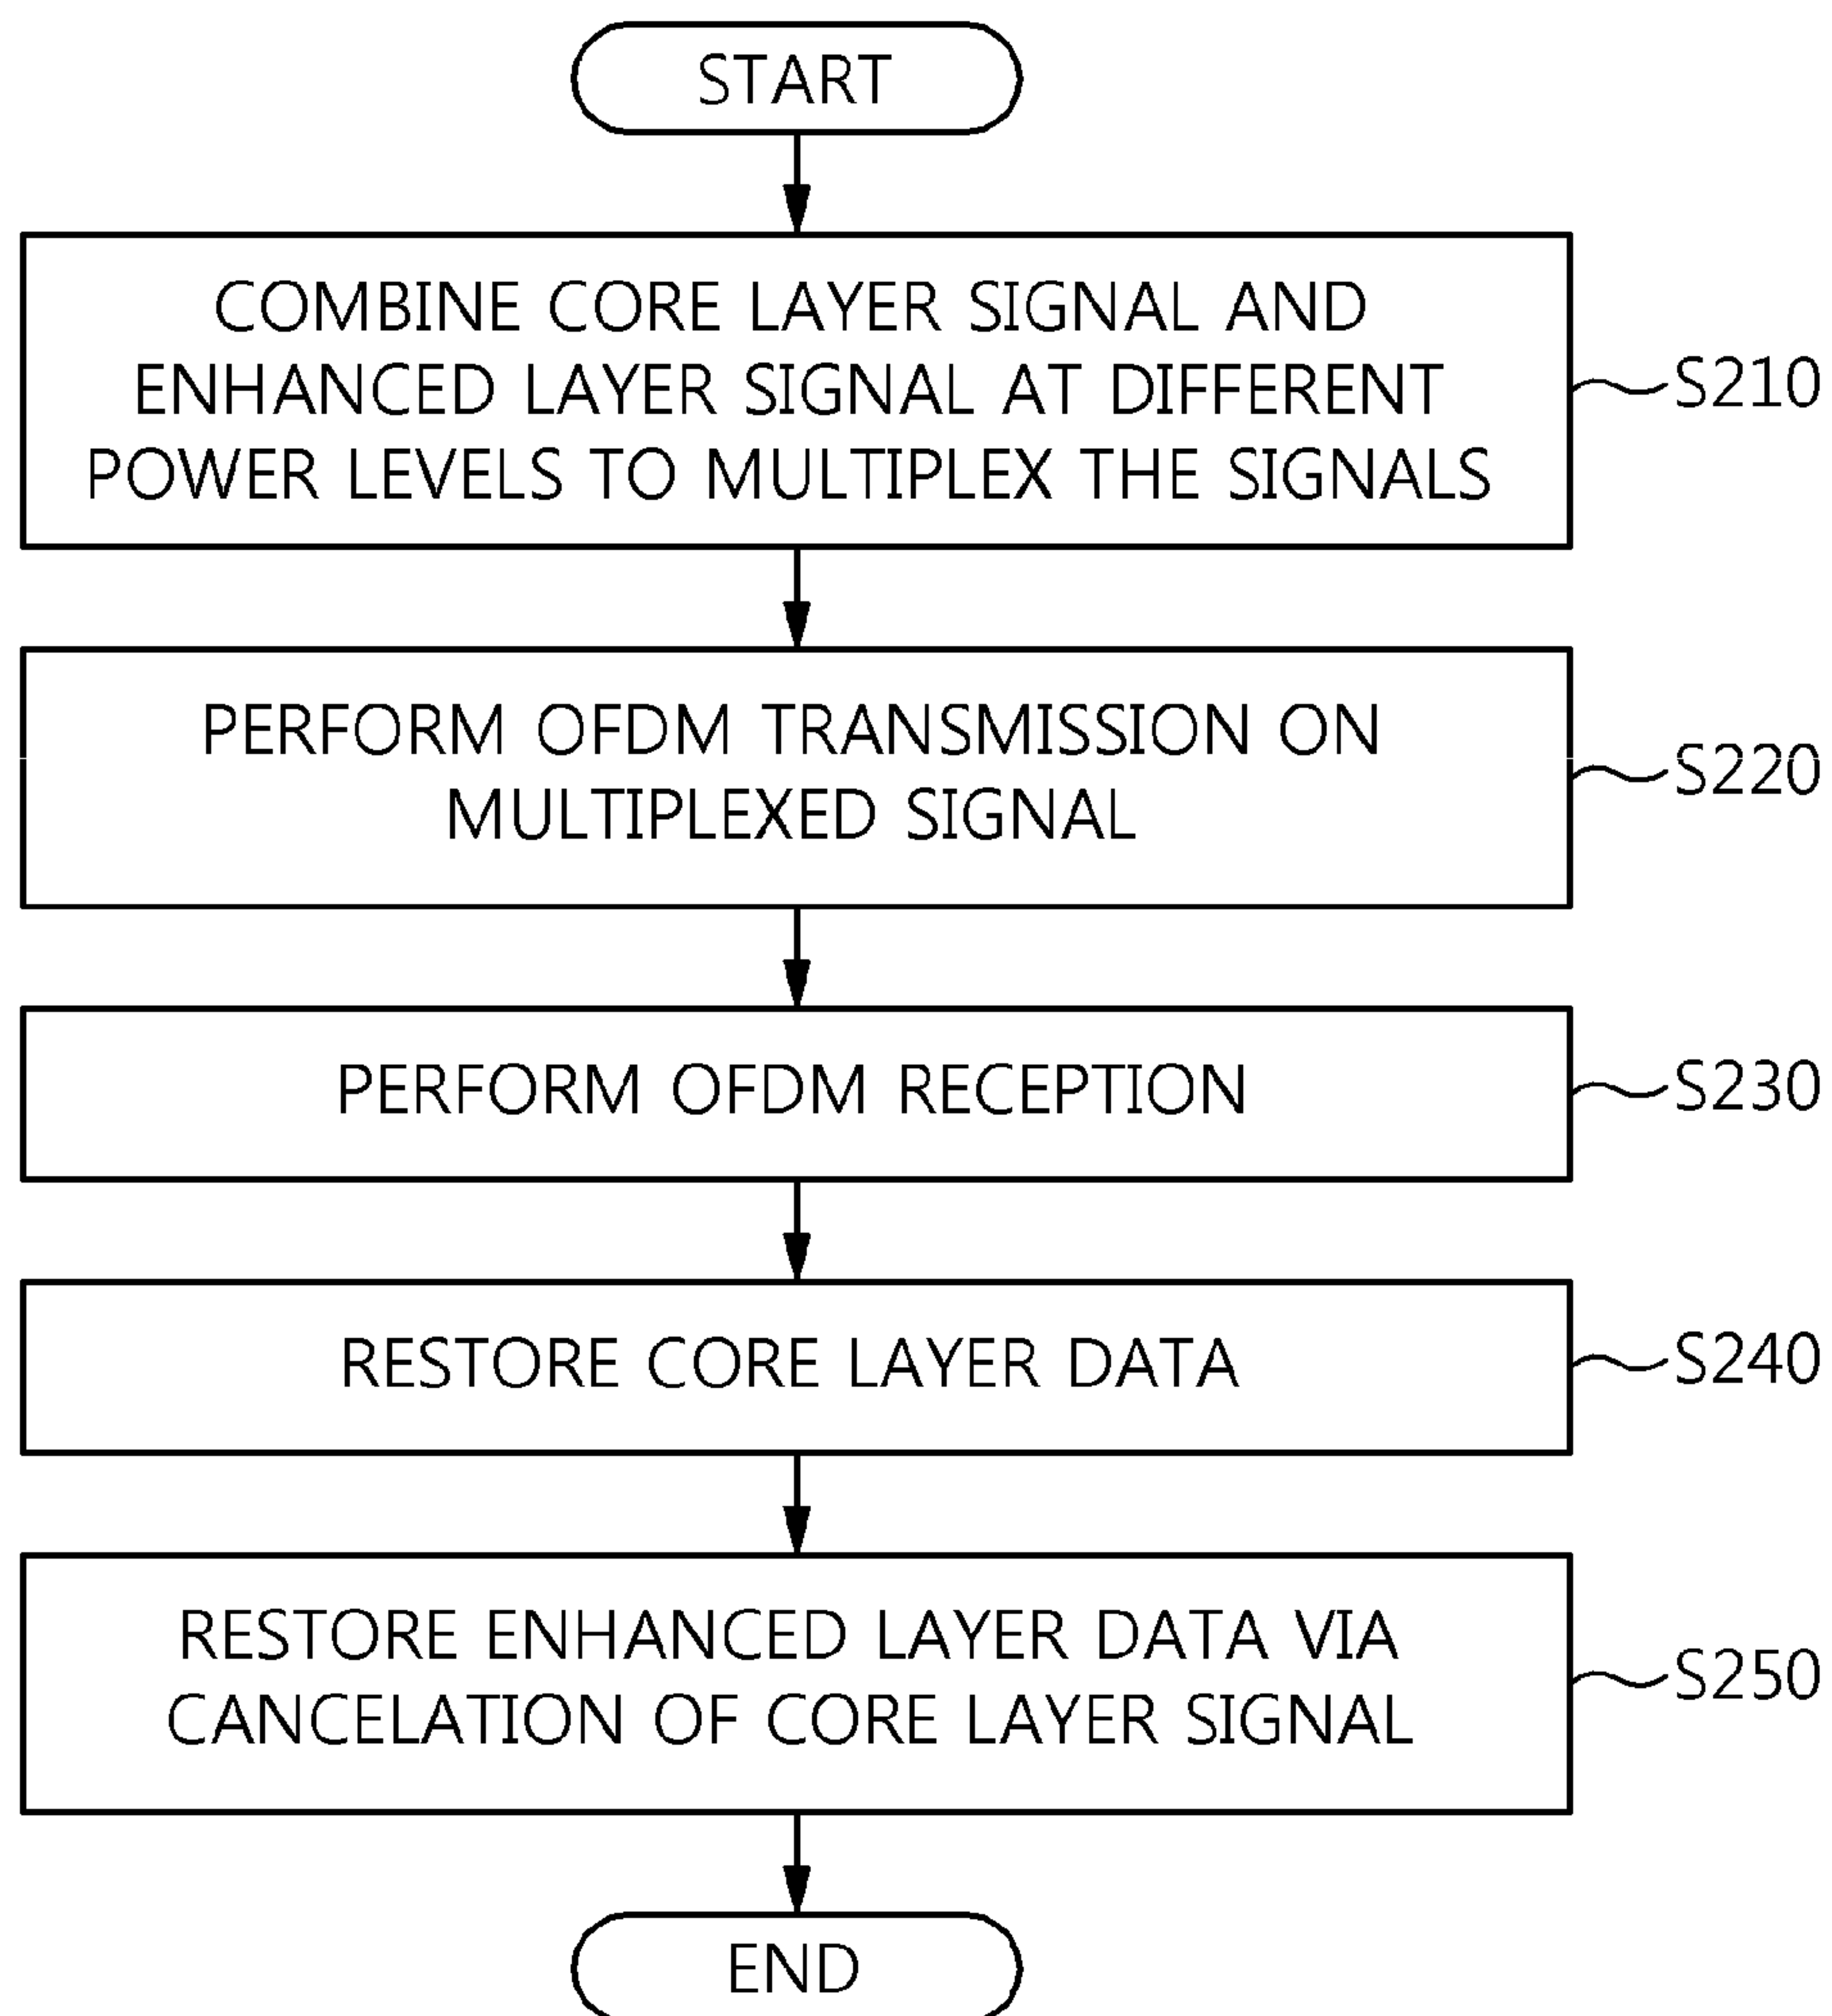 START
COMBINE CORE LAYER SIGNAL AND
ENHANCED LAYER SIGNAL AT DIFFERENT
POWER LEVELS TO MULTIPLEX THE SIGNALS
S210
PERFORM OFDM TRANSMISSION ON
MULTIPLEXED SIGNAL
S220
PERFORM OFDM RECEPTION
S230
RESTORE CORE LAYER DATA
S240
RESTORE ENHANCED LAYER DATA VIA
CANCELATION OF CORE LAYER SIGNAL
S250
END